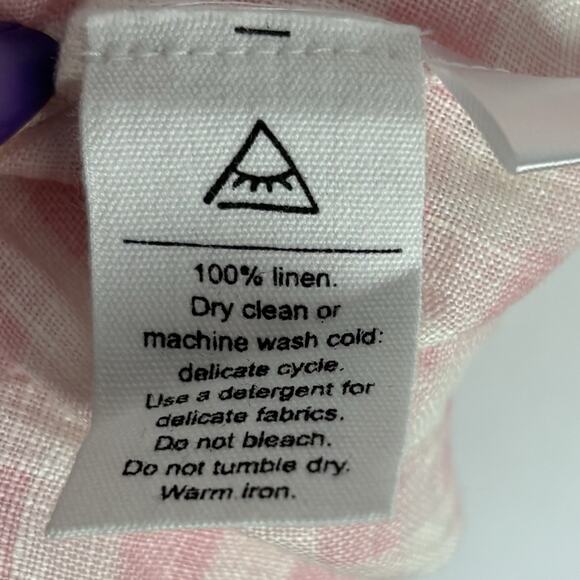 100% linen.
Dry clean or
machine wash cold:
delicate cycle.
Use a detergent for
delicate fabrics.
Do not bleach.
Do not tumble dry.
Warm iron.